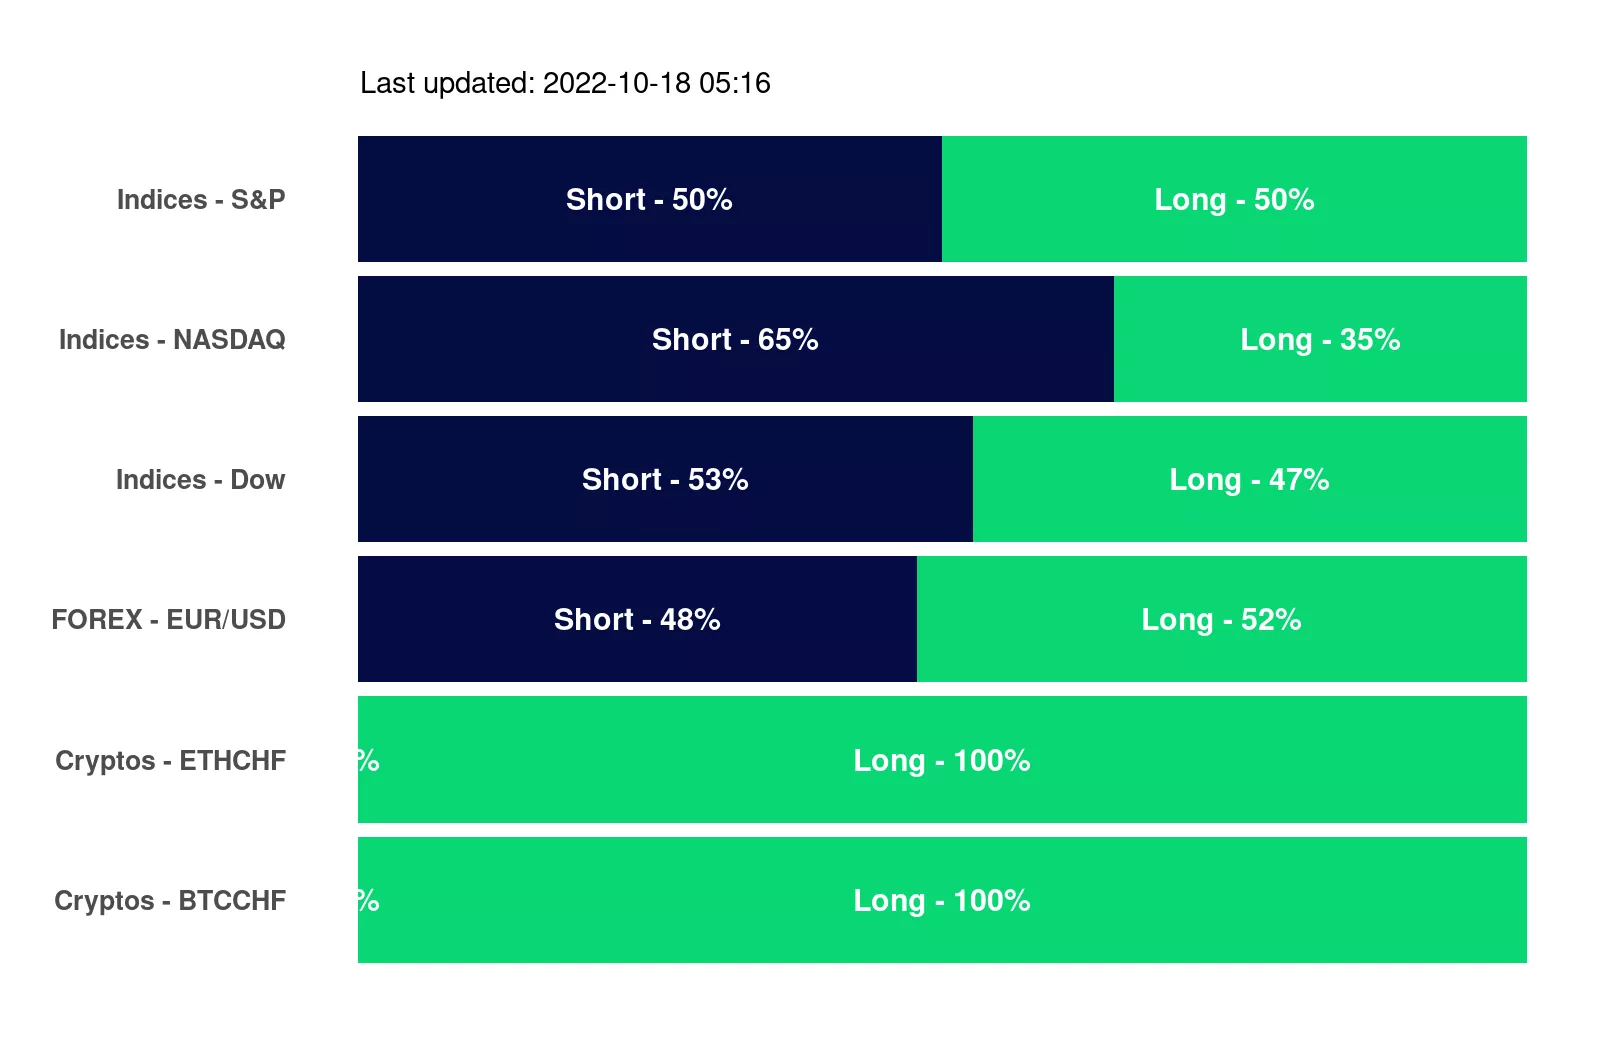 Last updated: 2022-10-18 05:16
Indices - S&P Short - 50% Long - 50%
Indices - NASDAQ Short - 65% Long - 35%
Indices - Dow Short - 53% Long - 47%
FOREX - EUR/USD Short - 48% Long - 52%
Cryptos - ETHCHF % Long - 100%
Cryptos - BTCCHF % Long - 100%